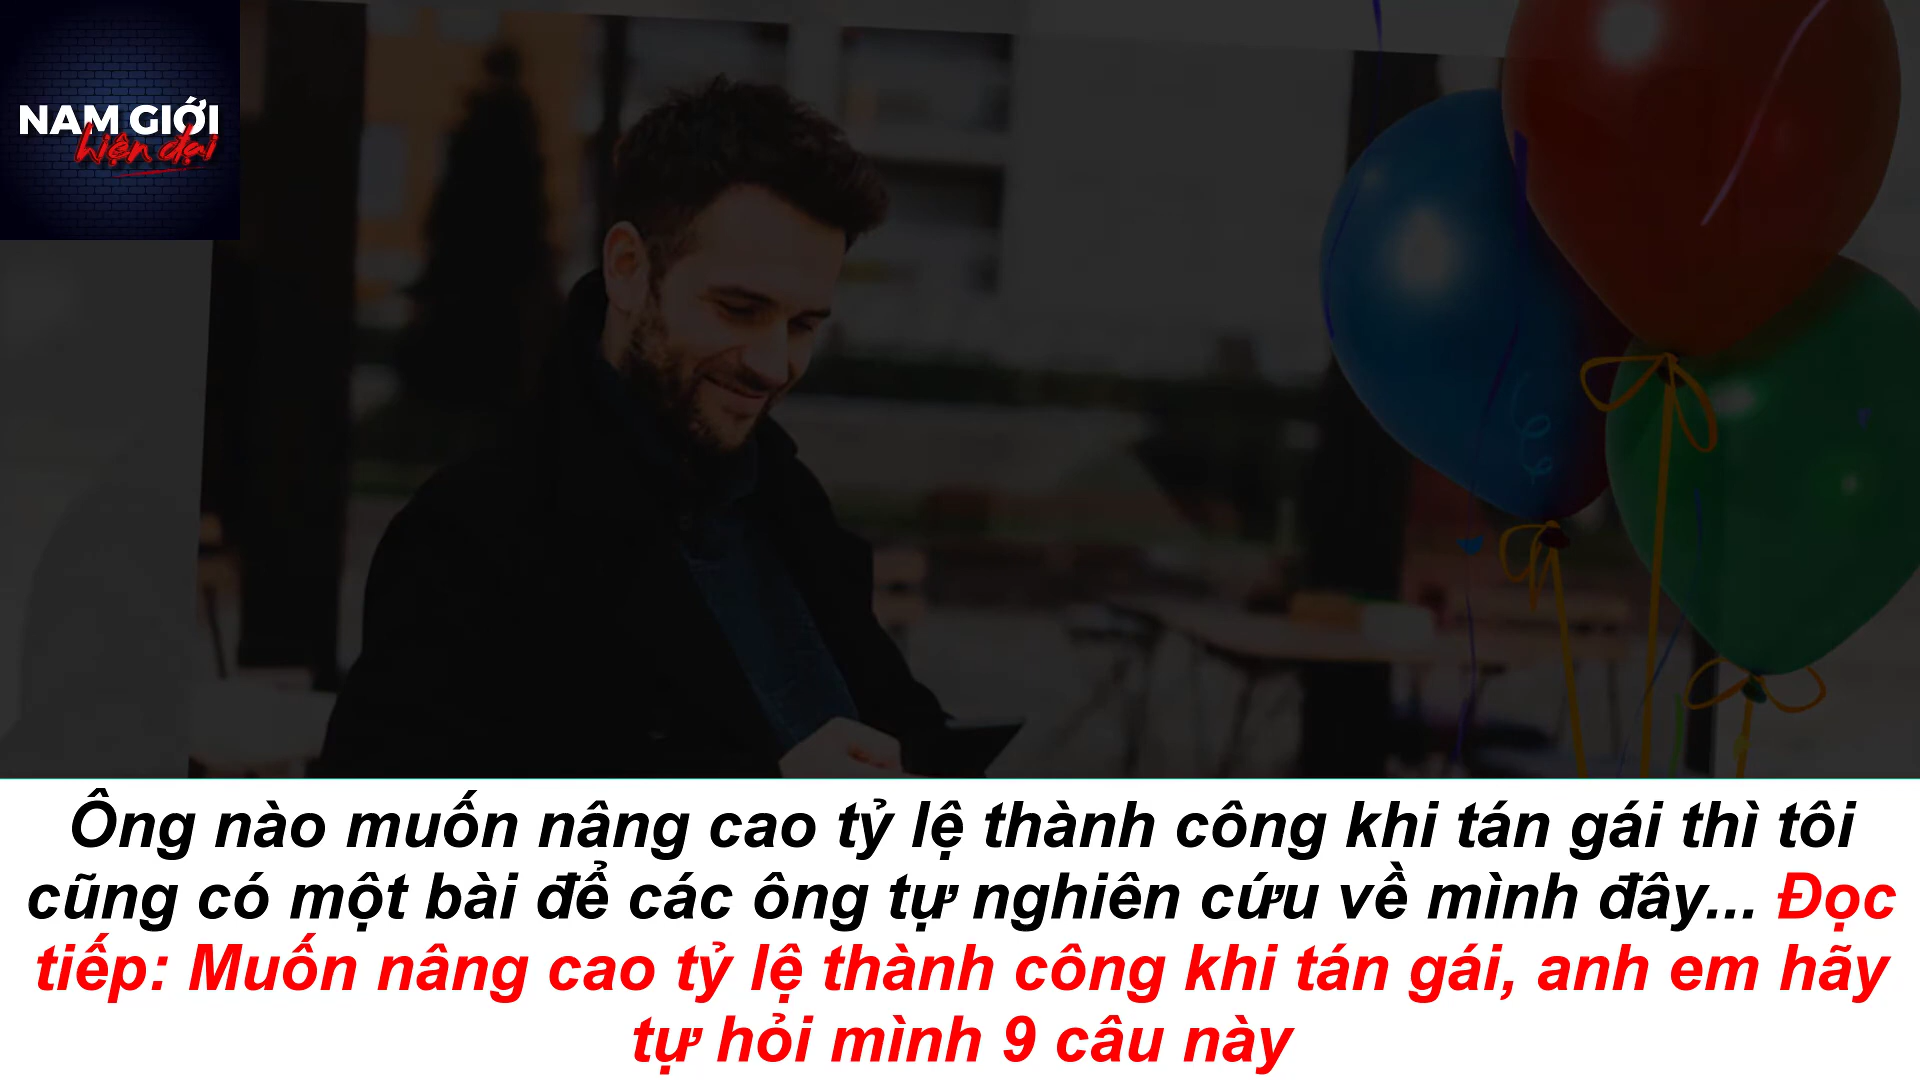 NAM GIỚI
hiện đại
Ông nào muốn nâng cao tỷ lệ thành công khi tán gái thì tôi
cũng có một bài để các ông tự nghiên cứu về mình đây... Đọc
tiếp: Muốn nâng cao tỷ lệ thành công khi tán gái, anh em hãy
tự hỏi mình 9 câu này